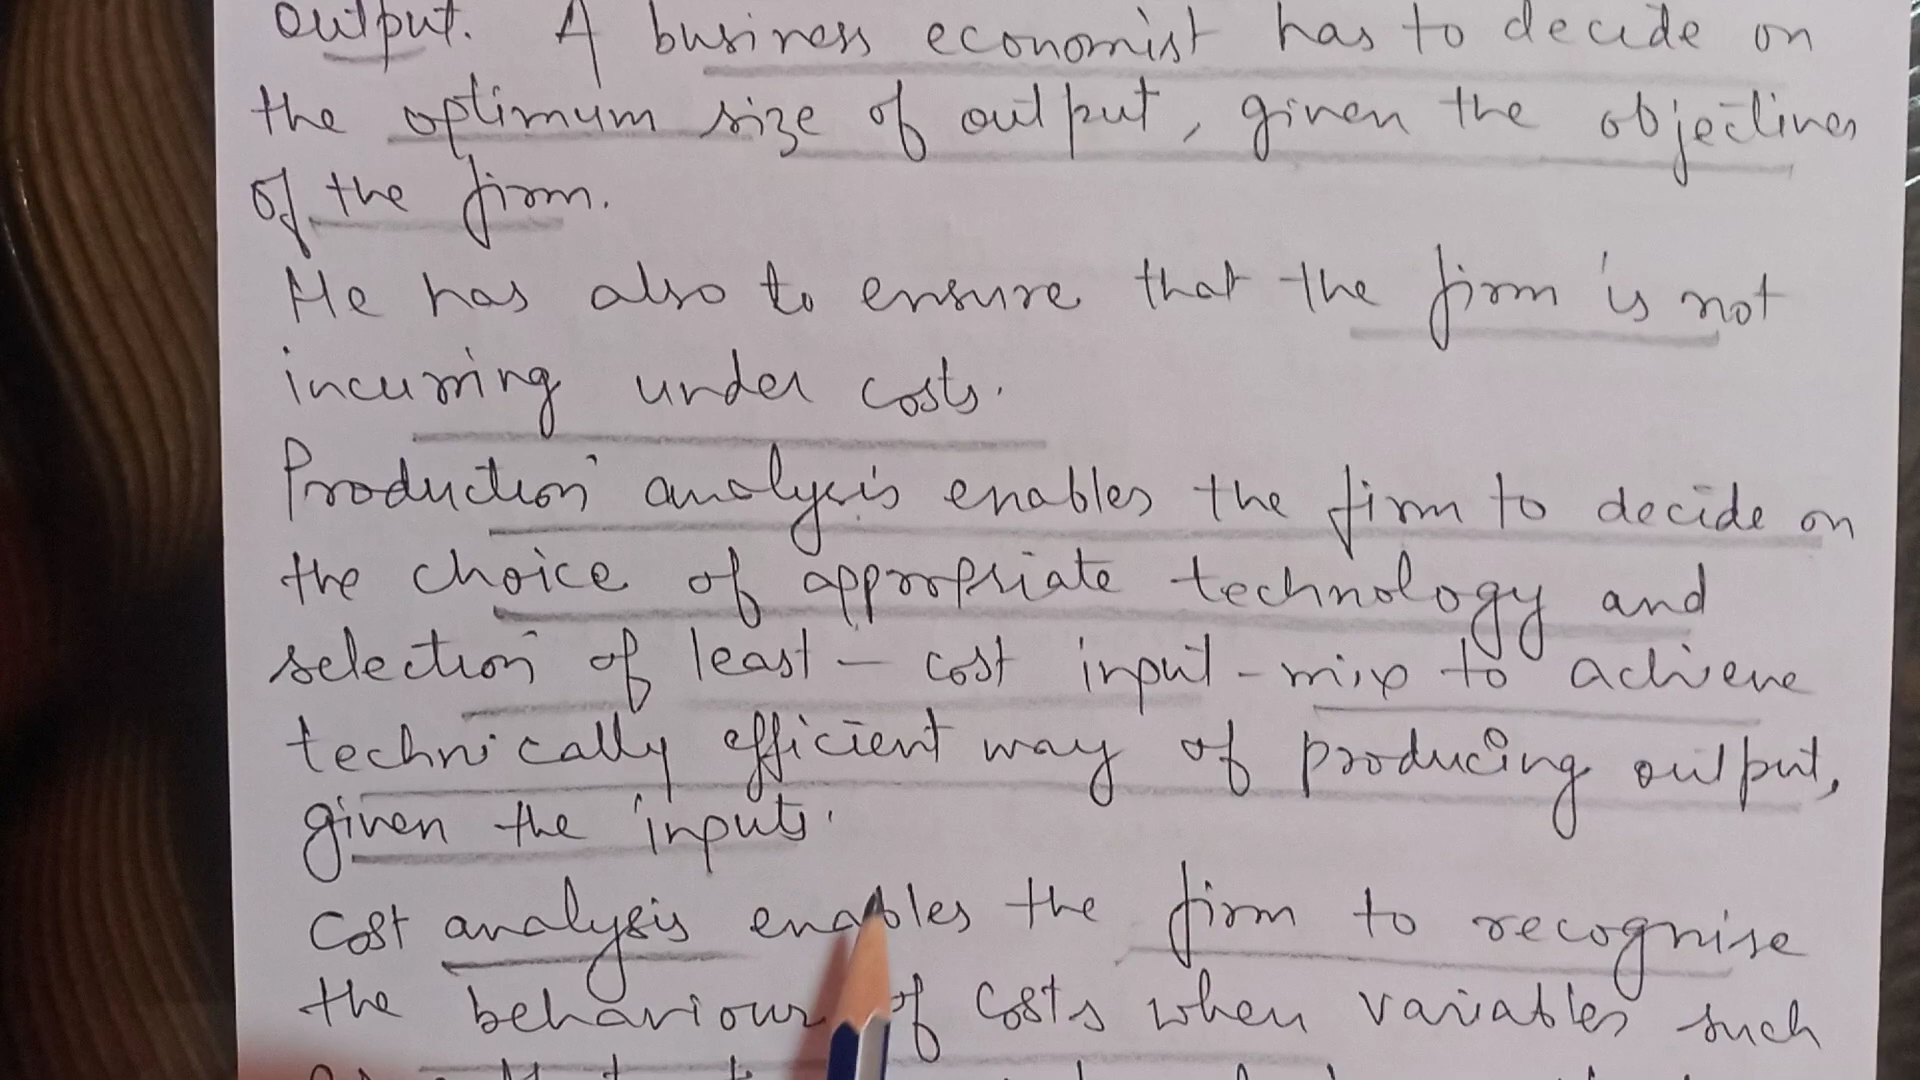 output. A business economist has to decide on
the optimum size of output, given the objectives
of the firm.
He has also to ensure that the firm is not
incurring under costs.
Production analysis enables the firm to decide on
the choice of appropriate technology and
selection of least - cost input - mix to achieve
technically efficient way of producing output,
given the inputs.
Cost analysis enables the firm to recognise
the behaviour of costs when variables such